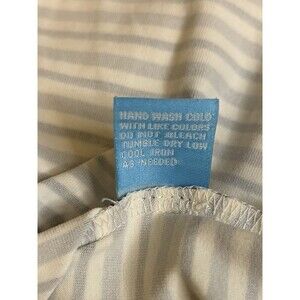 HAND WASH COLD
WITH LIKE COLORS
DO NOT BLEACH
TUMBLE DRY LOW
COOL IRON
AS NEEDED